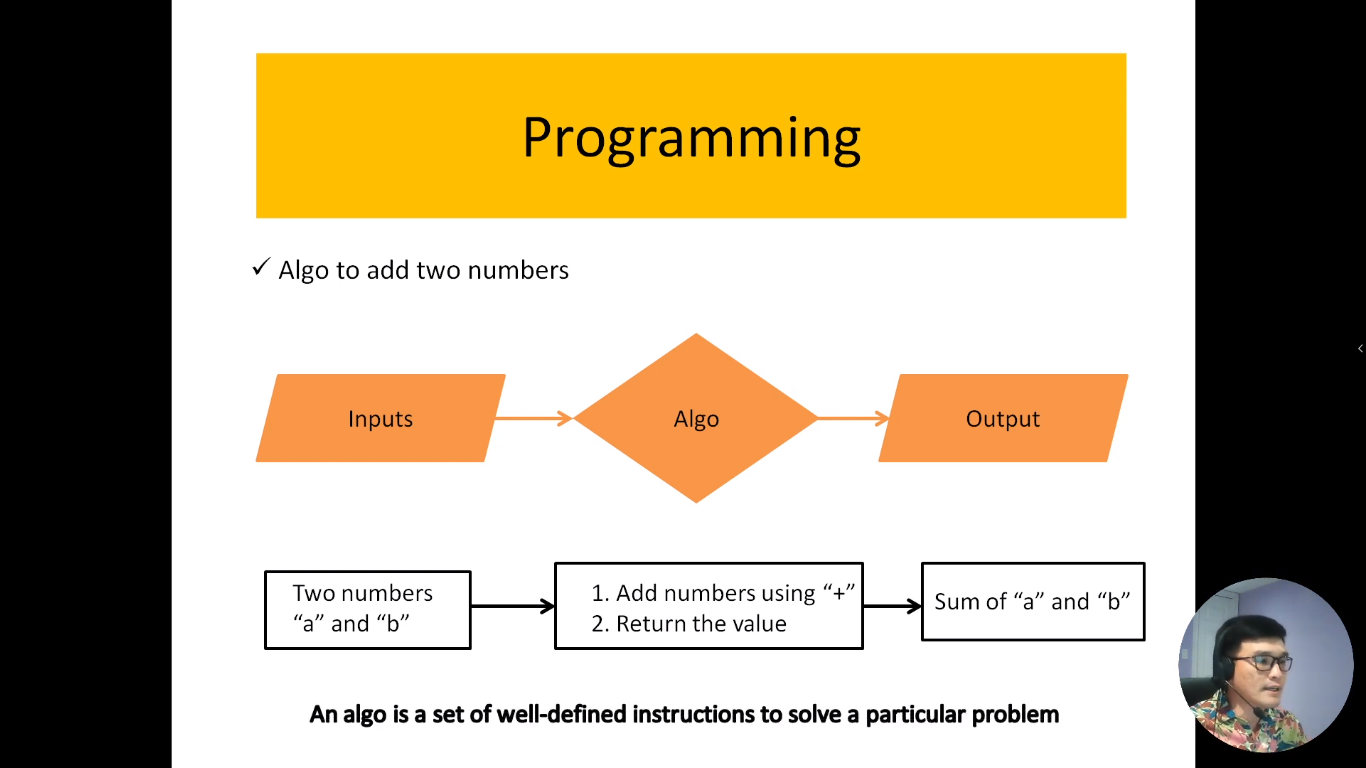 Programming
✓ Algo to add two numbers
Inputs
Algo
Output
Two numbers
“a” and “b”
1. Add numbers using “+”
2. Return the value
Sum of “a” and “b”
An algo is a set of well-defined instructions to solve a particular problem